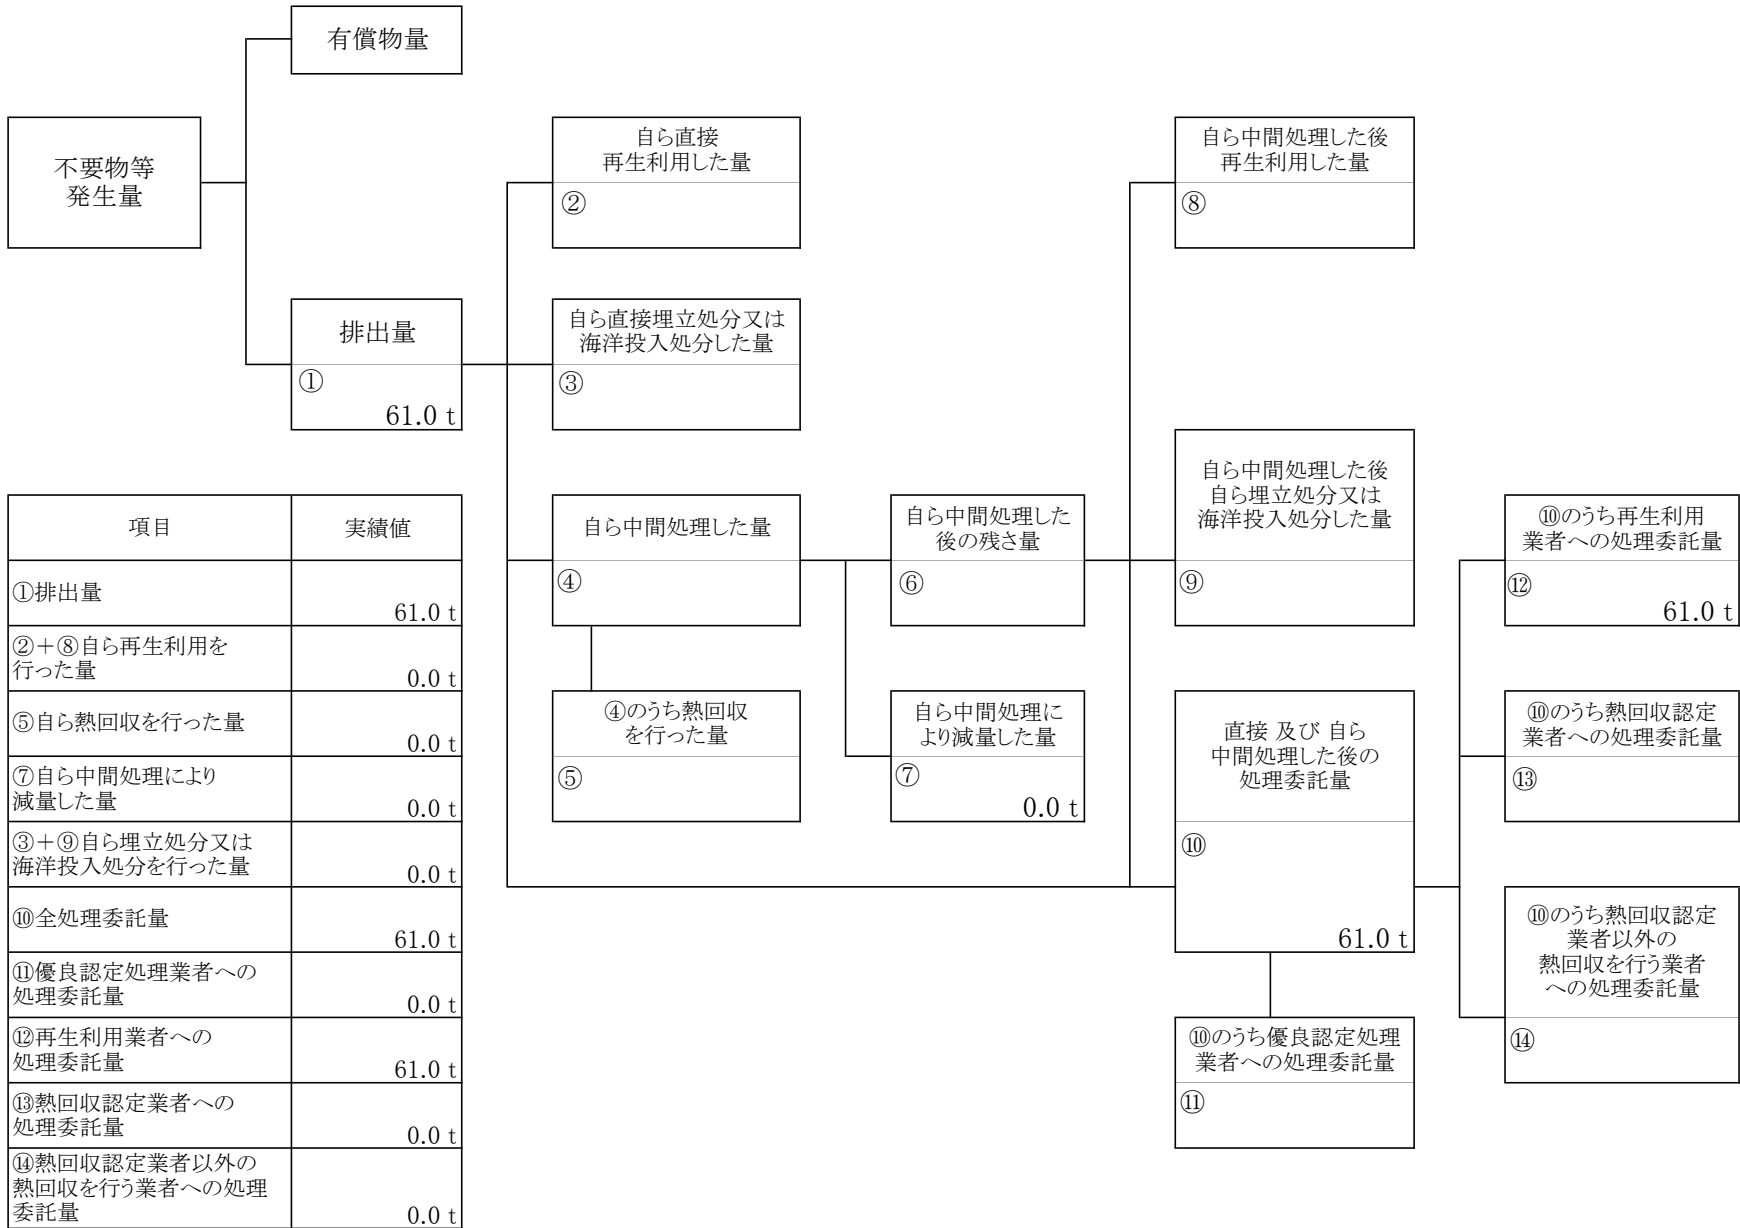 有償物量
不要物等
発生量
自ら直接
再生利用した量
②
自ら中間処理した後
再生利用した量
⑧
排出量
①
61.0 t
自ら直接埋立処分又は
海洋投入処分した量
③
自ら中間処理した量
④
自ら中間処理した
後の残さ量
⑥
自ら中間処理した後
自ら埋立処分又は
海洋投入処分した量
⑨
⑩のうち再生利用
業者への処理委託量
⑫
61.0 t
④のうち熱回収
を行った量
⑤
自ら中間処理に
より減量した量
⑦
0.0 t
直接 及び 自ら
中間処理した後の
処理委託量
⑩
61.0 t
⑩のうち熱回収認定
業者への処理委託量
⑬
⑩のうち熱回収認定
業者以外の
熱回収を行う業者
への処理委託量
⑭
⑩のうち優良認定処理
業者への処理委託量
⑪
項目 実績値
①排出量
61.0 t
②+⑧自ら再生利用を
行った量
0.0 t
⑤自ら熱回収を行った量
0.0 t
⑦自ら中間処理により
減量した量
0.0 t
③+⑨自ら埋立処分又は
海洋投入処分を行った量
0.0 t
⑩全処理委託量
61.0 t
⑪優良認定処理業者への
処理委託量
0.0 t
⑫再生利用業者への
処理委託量
61.0 t
⑬熱回収認定業者への
処理委託量
0.0 t
⑭熱回収認定業者以外の
熱回収を行う業者への処理
委託量
0.0 t